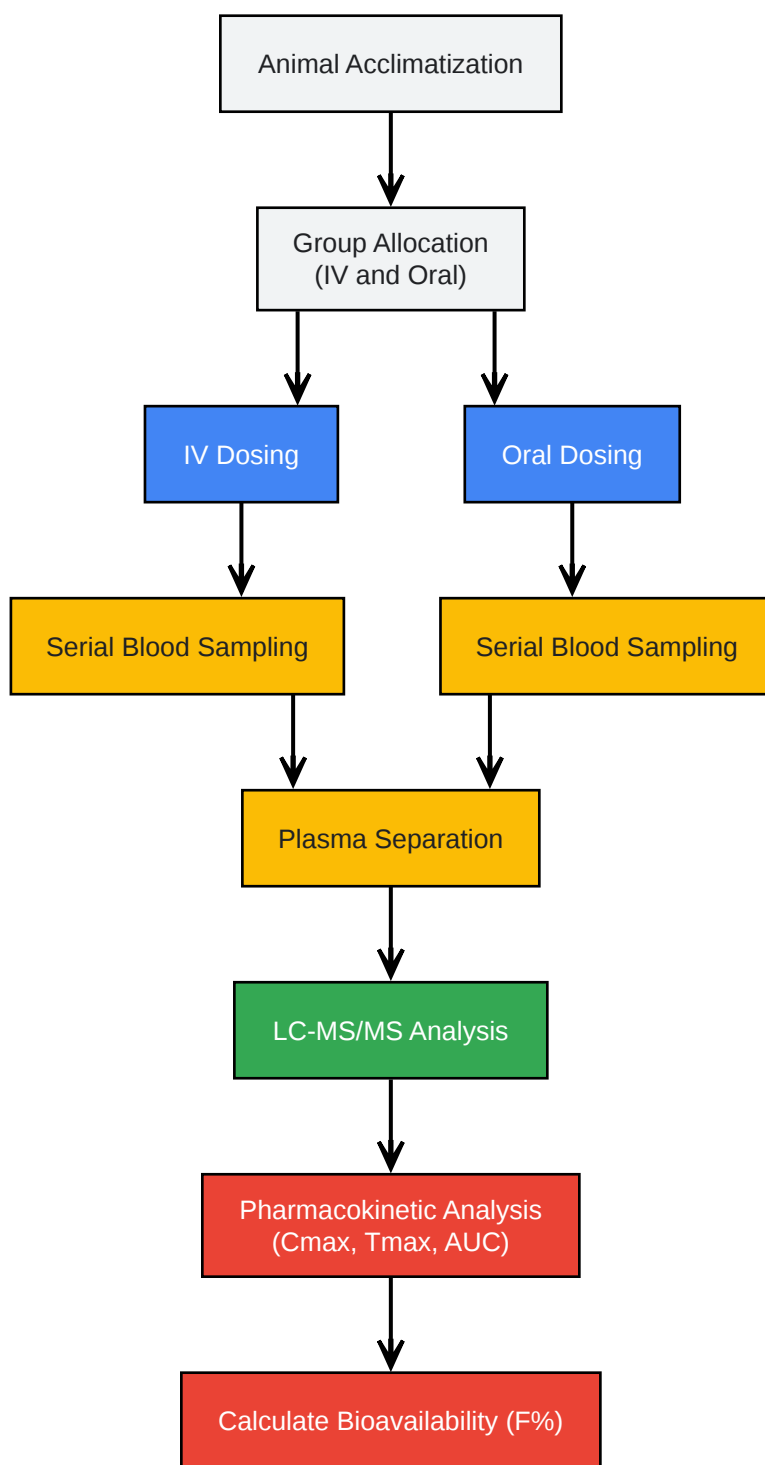 Animal Acclimatization
Group Allocation
(IV and Oral)
IV Dosing
Oral Dosing
Serial Blood Sampling
Serial Blood Sampling
Plasma Separation
LC-MS/MS Analysis
Pharmacokinetic Analysis
(Cmax, Tmax, AUC)
Calculate Bioavailability (F%)